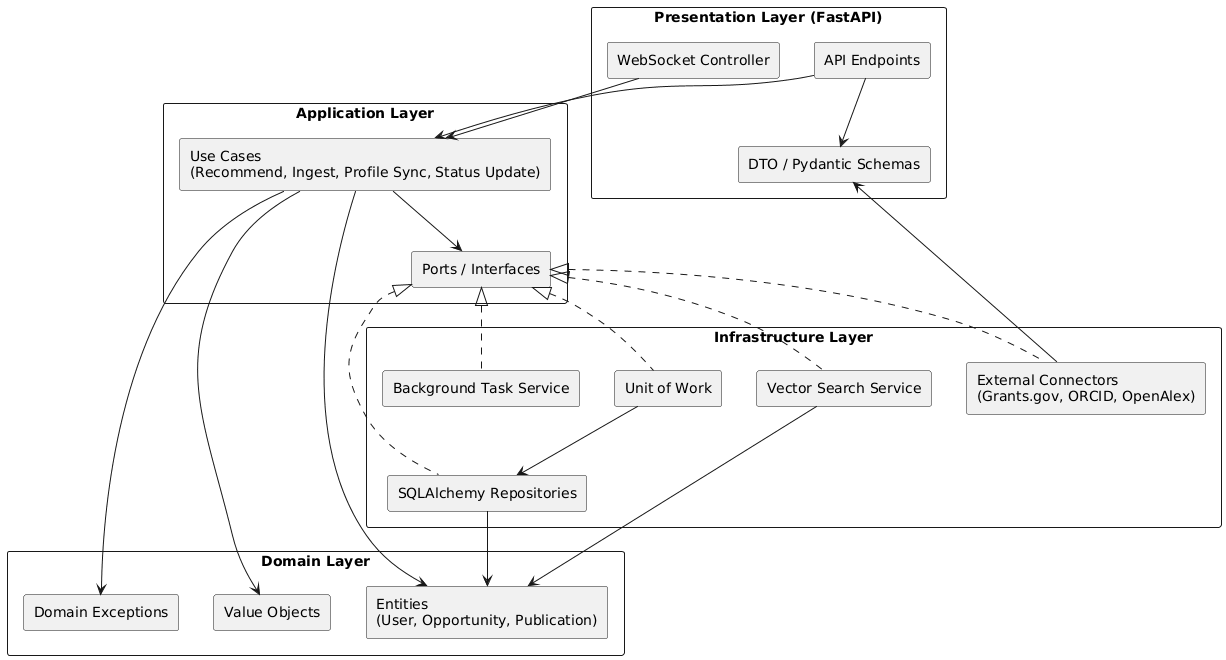 Presentation Layer (FastAPI)
WebSocket Controller
API Endpoints
DTO / Pydantic Schemas
Application Layer
Use Cases
(Recommend, Ingest, Profile Sync, Status Update)
Ports / Interfaces
Infrastructure Layer
Background Task Service
Unit of Work
Vector Search Service
External Connectors
(Grants.gov, ORCID, OpenAlex)
SQLAlchemy Repositories
Domain Layer
Domain Exceptions
Value Objects
Entities
(User, Opportunity, Publication)